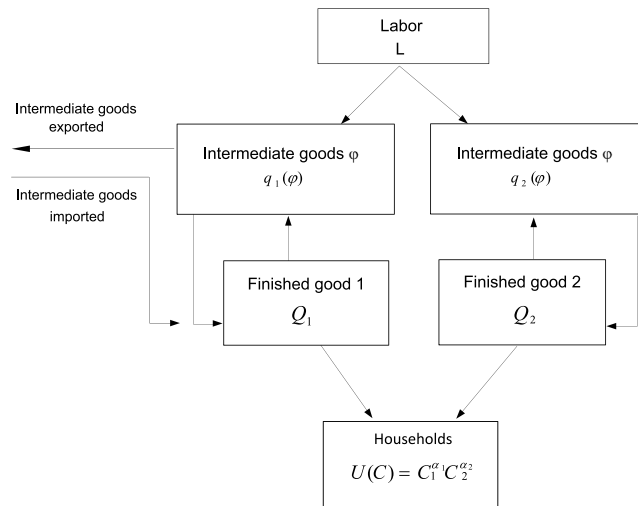 Labor
L
Intermediate goods
exported
Intermediate goods φ
q₁(φ)
Intermediate goods φ
q₂(φ)
Intermediate goods
imported
Finished good 1
Q₁
Finished good 2
Q₂
Households
U(C) = C₁^α₁ C₂^α₂